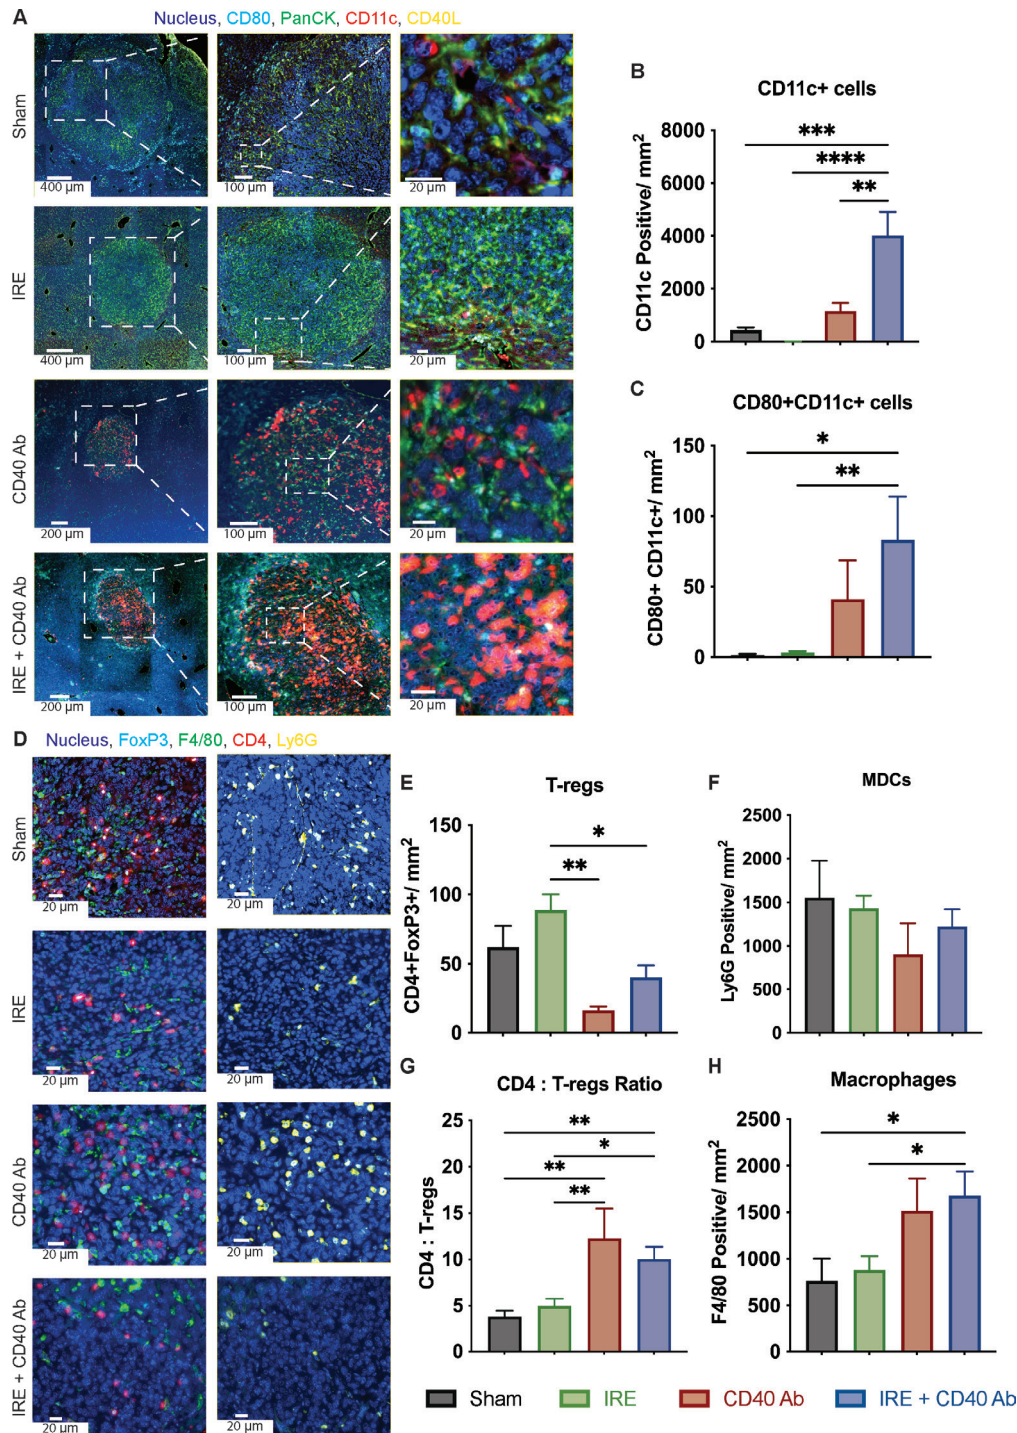 A
Nucleus, CD80, PanCK, CD11c, CD40L
Sham
400 µm
100 µm
20 µm
IRE
400 µm
100 µm
20 µm
CD40 Ab
200 µm
100 µm
20 µm
IRE + CD40 Ab
200 µm
100 µm
20 µm
B
CD11c+ cells
CD11c Positive/ mm2
8000
6000
4000
2000
0
***
****
**
C
CD80+CD11c+ cells
CD80+ CD11c+/ mm2
150
100
50
0
*
**
D
Nucleus, FoxP3, F4/80, CD4, Ly6G
Sham
20 µm
20 µm
IRE
20 µm
20 µm
CD40 Ab
20 µm
20 µm
IRE + CD40 Ab
20 µm
20 µm
E
T-regs
CD4+FoxP3+/ mm2
150
100
50
0
*
**
F
MDCs
Ly6G Positive/ mm2
2500
2000
1500
1000
500
0
G
CD4 : T-regs Ratio
CD4 : T-regs
25
20
15
10
5
0
**
*
**
**
H
Macrophages
F4/80 Positive/ mm2
2500
2000
1500
1000
500
0
*
*
Sham
IRE
CD40 Ab
IRE + CD40 Ab